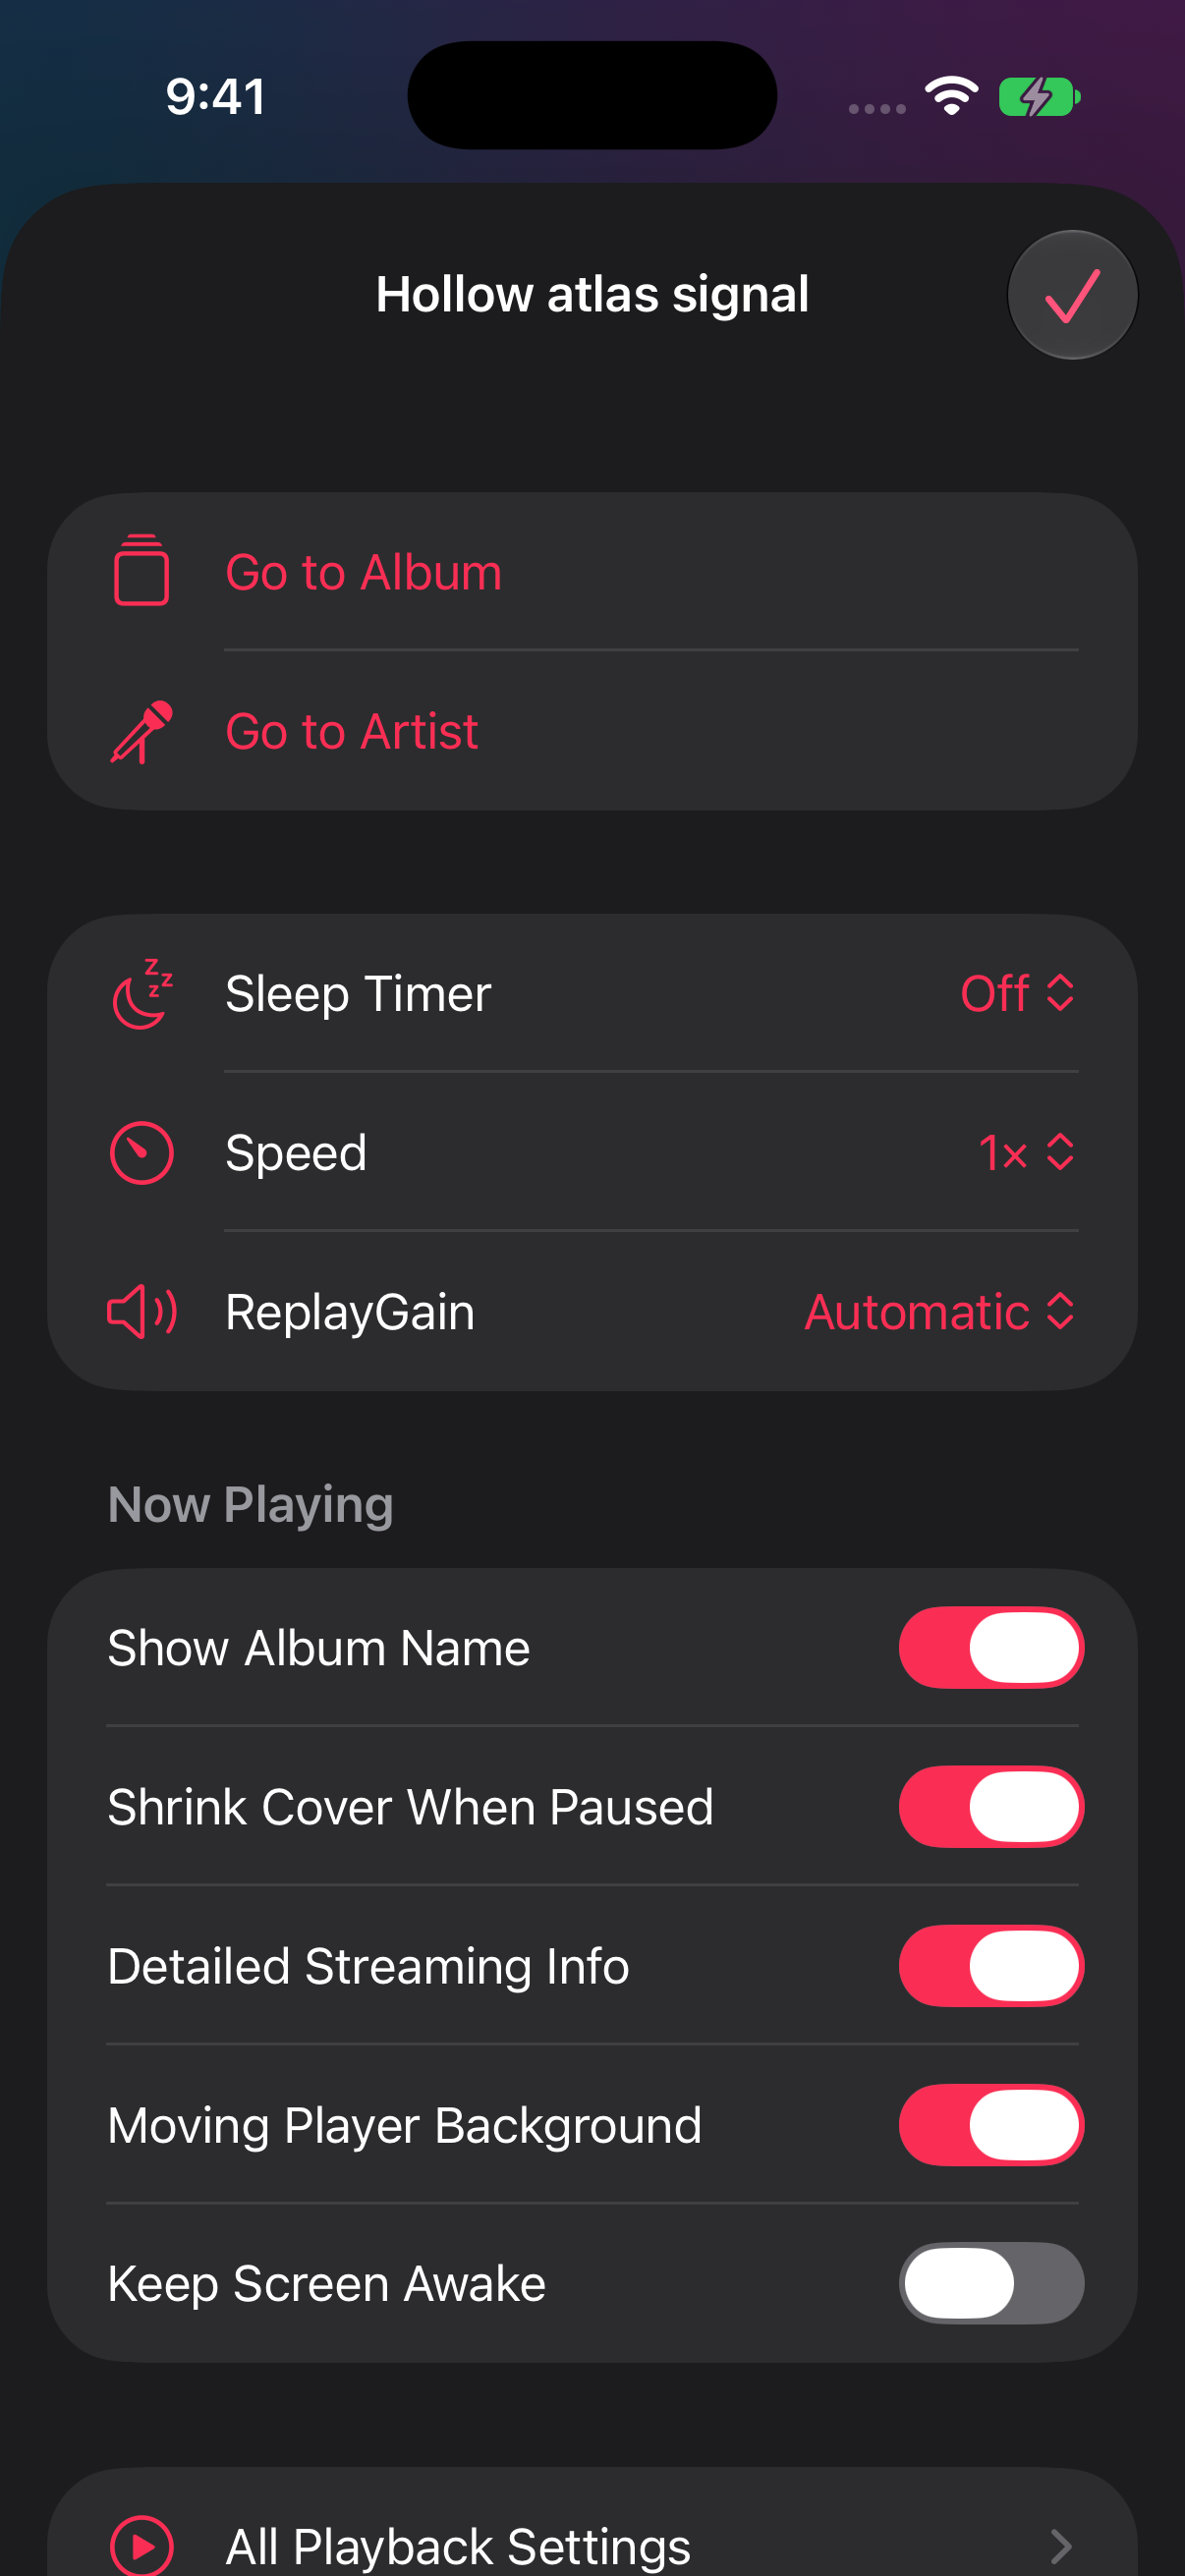 9:41
Hollow atlas signal
Go to Album
Go to Artist
Sleep Timer Off
Speed 1×
ReplayGain Automatic
Now Playing
Show Album Name
Shrink Cover When Paused
Detailed Streaming Info
Moving Player Background
Keep Screen Awake
All Playback Settings